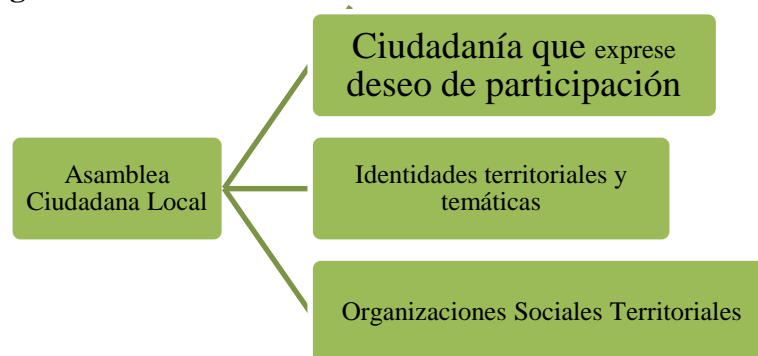 Ciudadanía que exprese
deseo de participación
Asamblea
Ciudadana Local
Identidades territoriales y
temáticas
Organizaciones Sociales Territoriales